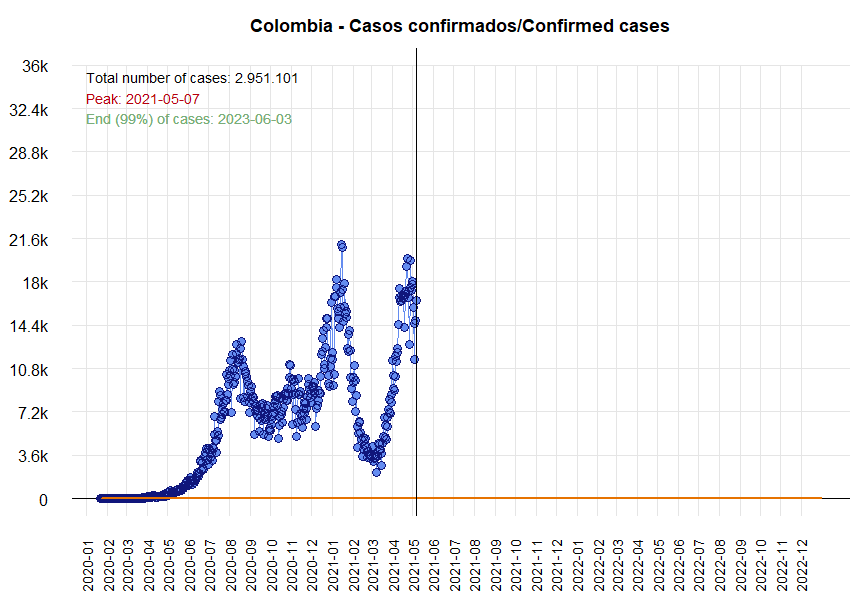 Colombia - Casos confirmados/Confirmed cases
36k
Total number of cases: 2.951.101
Peak: 2021-05-07
32.4k
End (99%) of cases: 2023-06-03
28.8k
25.2k
21.6k
18k
14.4k
10.8k
7.2k
3.6k
0
2020-01
2020-02
2020-03
2020-04
2020-05
2020-06
2020-07
2020-08
2020-09
2020-10
2020-11
2020-12
2021-01
2021-02
2021-03
2021-04
2021-05
2021-06
2021-07
2021-08
2021-09
2021-10
2021-11
2021-12
2022-01
2022-02
2022-03
2022-04
2022-05
2022-06
2022-07
2022-08
2022-09
2022-10
2022-11
2022-12